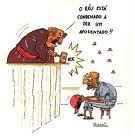 O RÉU ESTÁ
CONDENADO A
SER UM
APOSENTADO!!